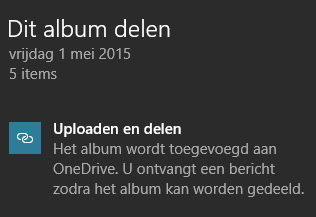 Dit album delen
vrijdag 1 mei 2015
5 items
Uploaden en delen
Het album wordt toegevoegd aan
OneDrive. U ontvangt een bericht
zodra het album kan worden gedeeld.